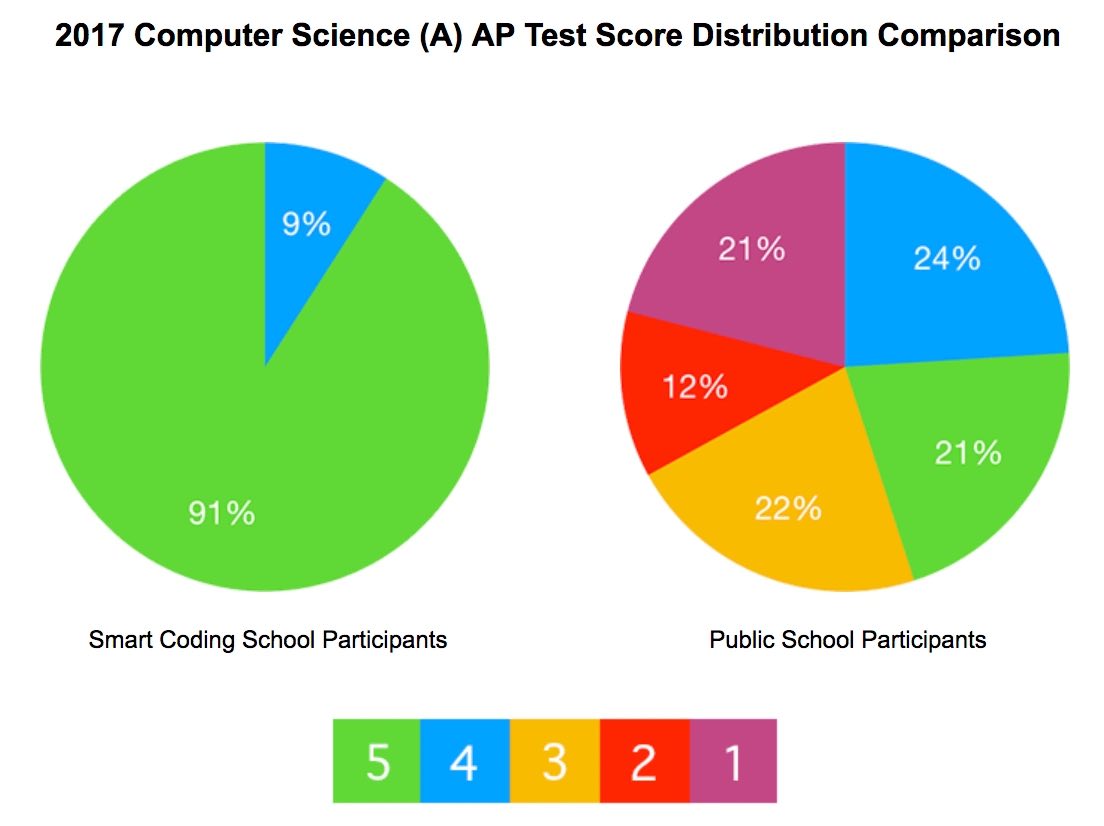 2017 Computer Science (A) AP Test Score Distribution Comparison
9%
91%
21%
24%
12%
21%
22%
Smart Coding School Participants
Public School Participants
5 4 3 2 1